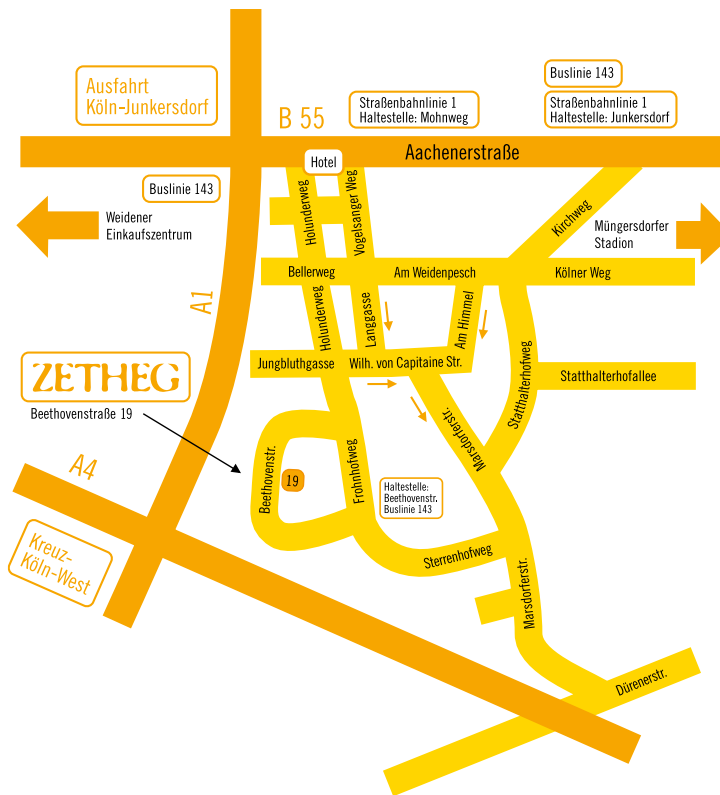 Ausfahrt
Köln-Junkersdorf
B 55
Straßenbahnlinie 1
Haltestelle: Mohnweg
Buslinie 143
Straßenbahnlinie 1
Haltestelle: Junkersdorf
Aachenerstraße
Hotel
Buslinie 143
Weidener
Einkaufszentrum
Müngersdorfer
Stadion
Holunderweg
Vogelsanger Weg
Kirchweg
Bellerweg
Am Weidenpesch
Kölner Weg
A1
Holunderweg
Langgasse
Am Himmel
Statthalterhofweg
Jungbluthgasse
Wilh. von Capitaine Str.
Statthalterhofallee
ZETHEG
Beethovenstraße 19
Marsdorferstr.
A4
Beethovenstr.
19
Frohnhofweg
Haltestelle:
Beethovenstr.
Buslinie 143
Kreuz-
Köln-West
Sterrenhofweg
Marsdorferstr.
Dürenerstr.